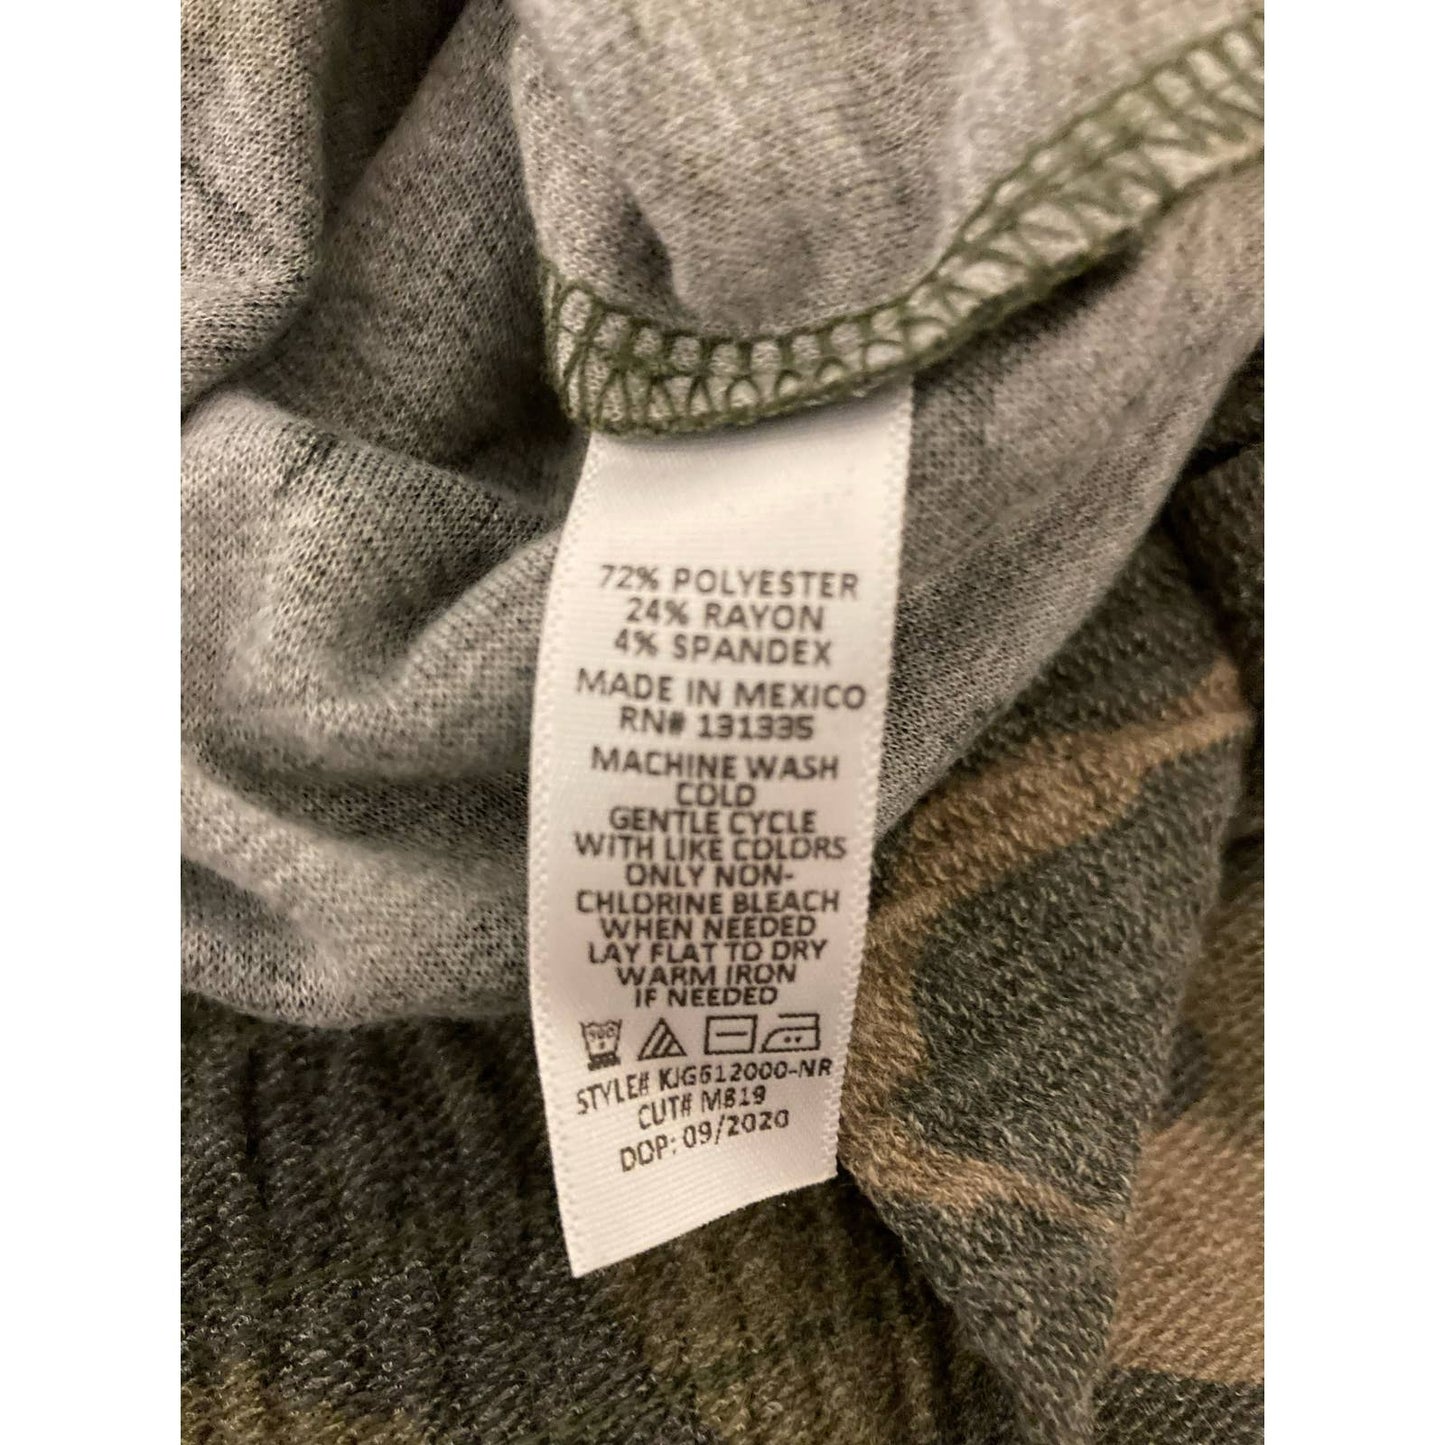 72% POLYESTER
24% RAYON
4% SPANDEX
MADE IN MEXICO
RN# 131335
MACHINE WASH
COLD
GENTLE CYCLE
WITH LIKE COLORS
ONLY NON-
CHLORINE BLEACH
WHEN NEEDED
LAY FLAT TO DRY
WARM IRON
IF NEEDED
STYLE# KJG612000-NR
CUT# M819
DOP: 09/2020